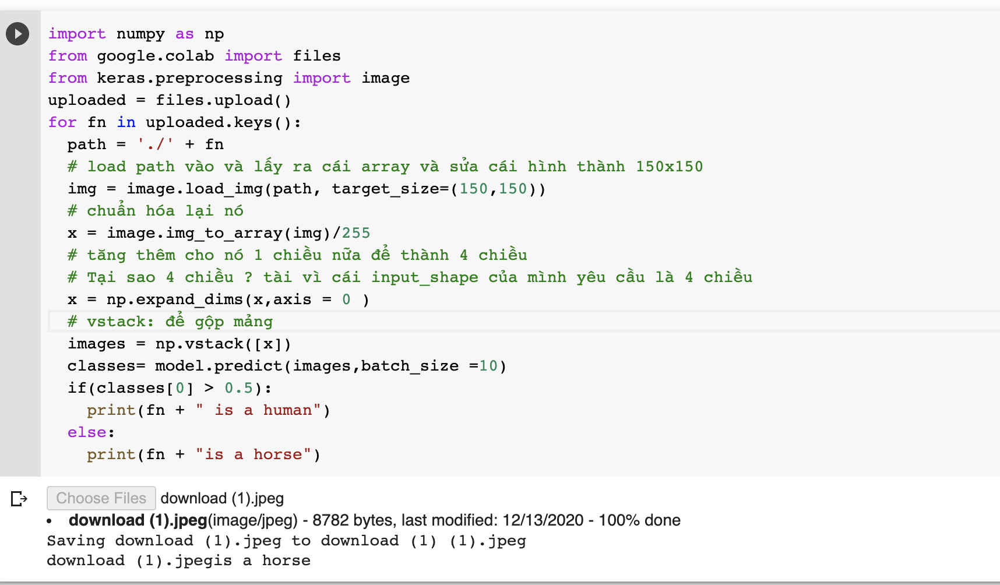 import numpy as np
from google.colab import files
from keras.preprocessing import image
uploaded = files.upload()
for fn in uploaded.keys():
  path = './' + fn
  # load path vào và lấy ra cái array và sửa cái hình thành 150x150
  img = image.load_img(path, target_size=(150,150))
  # chuẩn hóa lại nó
  x = image.img_to_array(img)/255
  # tăng thêm cho nó 1 chiều nữa để thành 4 chiều
  # Tại sao 4 chiều ? tài vì cái input_shape của mình yêu cầu là 4 chiều
  x = np.expand_dims(x,axis = 0 )
  # vstack: để gộp mảng
  images = np.vstack([x])
  classes= model.predict(images,batch_size =10)
  if(classes[0] > 0.5):
    print(fn + " is a human")
  else:
    print(fn + "is a horse")
Choose Files download (1).jpeg
• download (1).jpeg(image/jpeg) - 8782 bytes, last modified: 12/13/2020 - 100% done
Saving download (1).jpeg to download (1) (1).jpeg
download (1).jpegis a horse